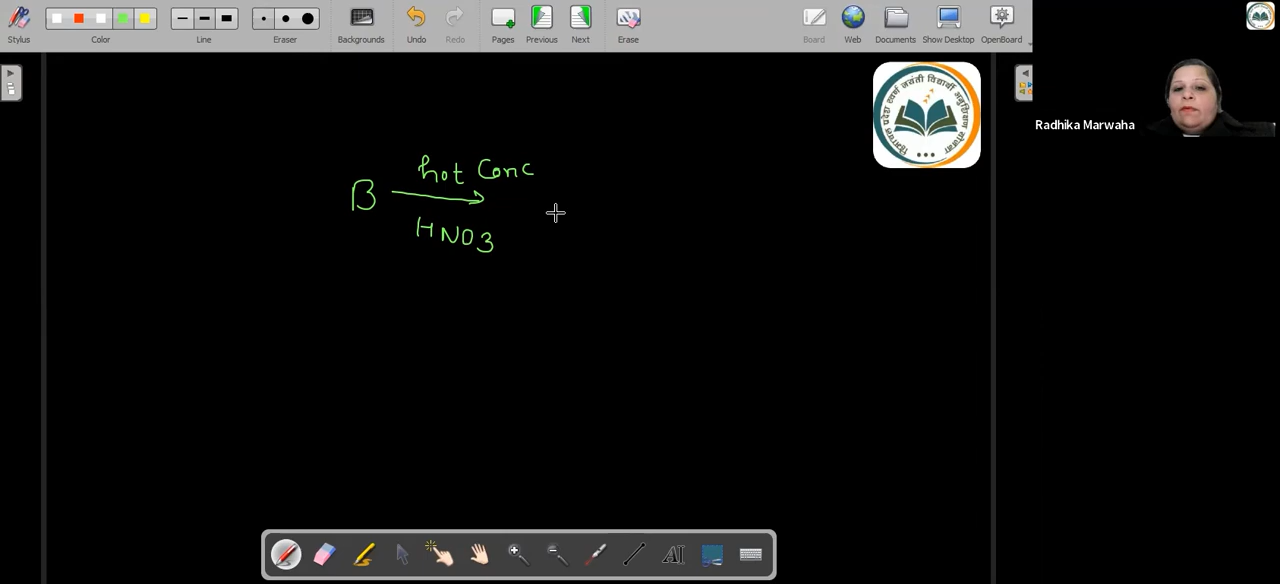 Stylus Color Line Eraser Backgrounds Undo Redo Pages Previous Next Erase Board Web Documents Show Desktop OpenBoard
Radhika Marwaha
hot Conc
B →
HNO3
AI